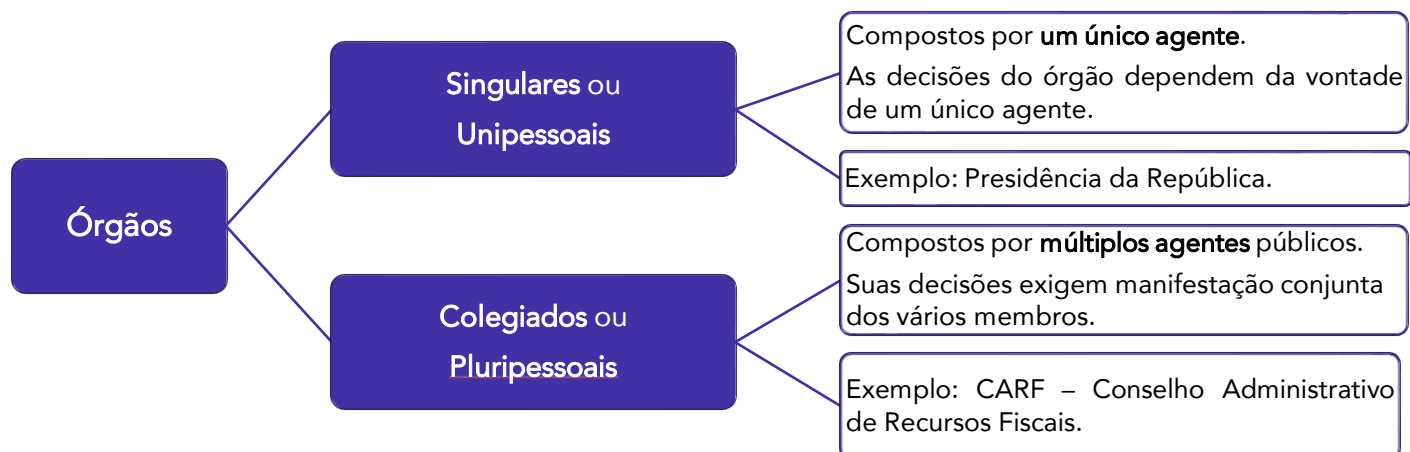 Órgãos
Singulares ou
Unipessoais
Compostos por um único agente.
As decisões do órgão dependem da vontade
de um único agente.
Exemplo: Presidência da República.
Colegiados ou
Pluripessoais
Compostos por múltiplos agentes públicos.
Suas decisões exigem manifestação conjunta
dos vários membros.
Exemplo: CARF – Conselho Administrativo
de Recursos Fiscais.